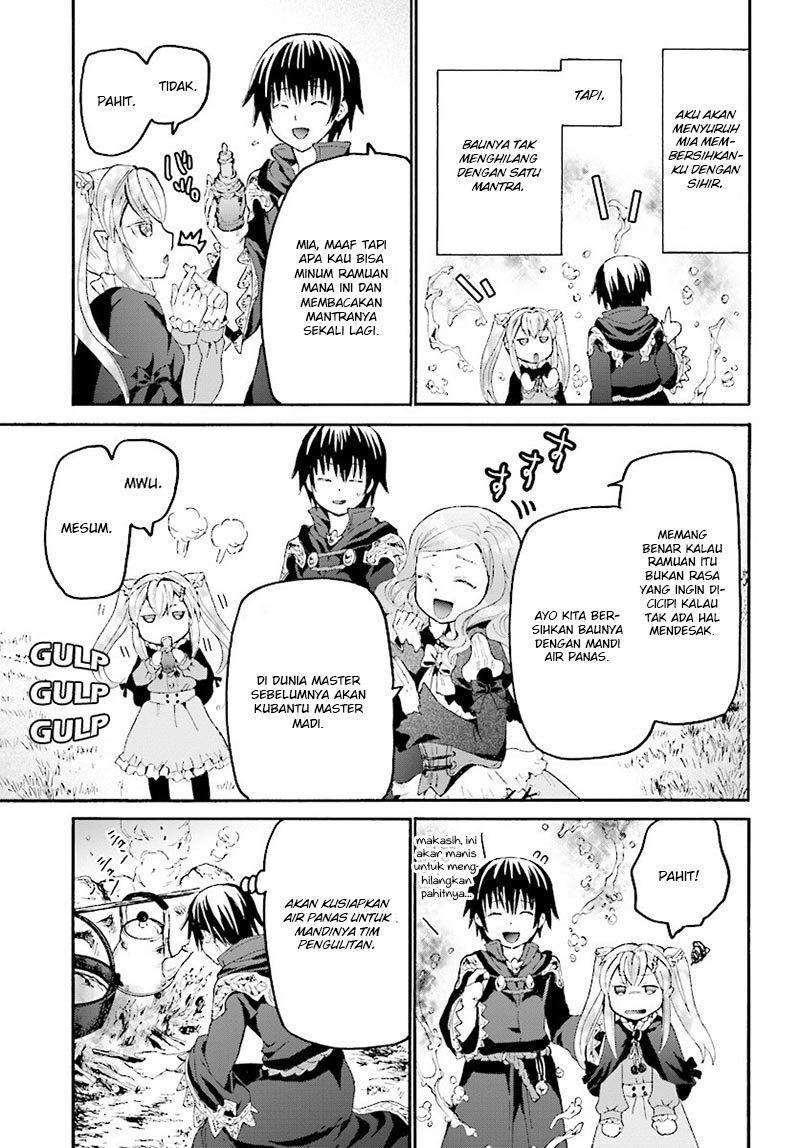 AKU AKAN
MENYURUH
MIA MEM-
BERSIHKAN-
KU DENGAN
SIHIR.
TAPI.
BAUNYA TAK
MENGHILANG
DENGAN SATU
MANTRA.
MIA, MAAF TAPI
APA KAU BISA
MINUM RAMUAN
MANA INI DAN
MEMBACAKAN
MANTRANYA
SEKALI LAGI.
TIDAK.
PAHIT.
MEMANG
BENAR KALAU
RAMUAN ITU
BUKAN RASA
YANG INGIN DI-
CICIPI KALAU
TAK ADA HAL
MENDESAK.
AYO KITA BER-
SIHKAN BAUNYA
DENGAN MANDI
AIR PANAS.
DI DUNIA MASTER
SEBELUMNYA AKAN
KUBANTU MASTER
MADI.
すすす
MWU.
MESUM.
GULP
GULP
GULP
PAHIT!
makasih, ini
akar manis
untuk meng-
hilangkan
pahitnya...
AKAN KUSIAPKAN
AIR PANAS UNTUK
MANDINYA TIM
PENGULITAN.